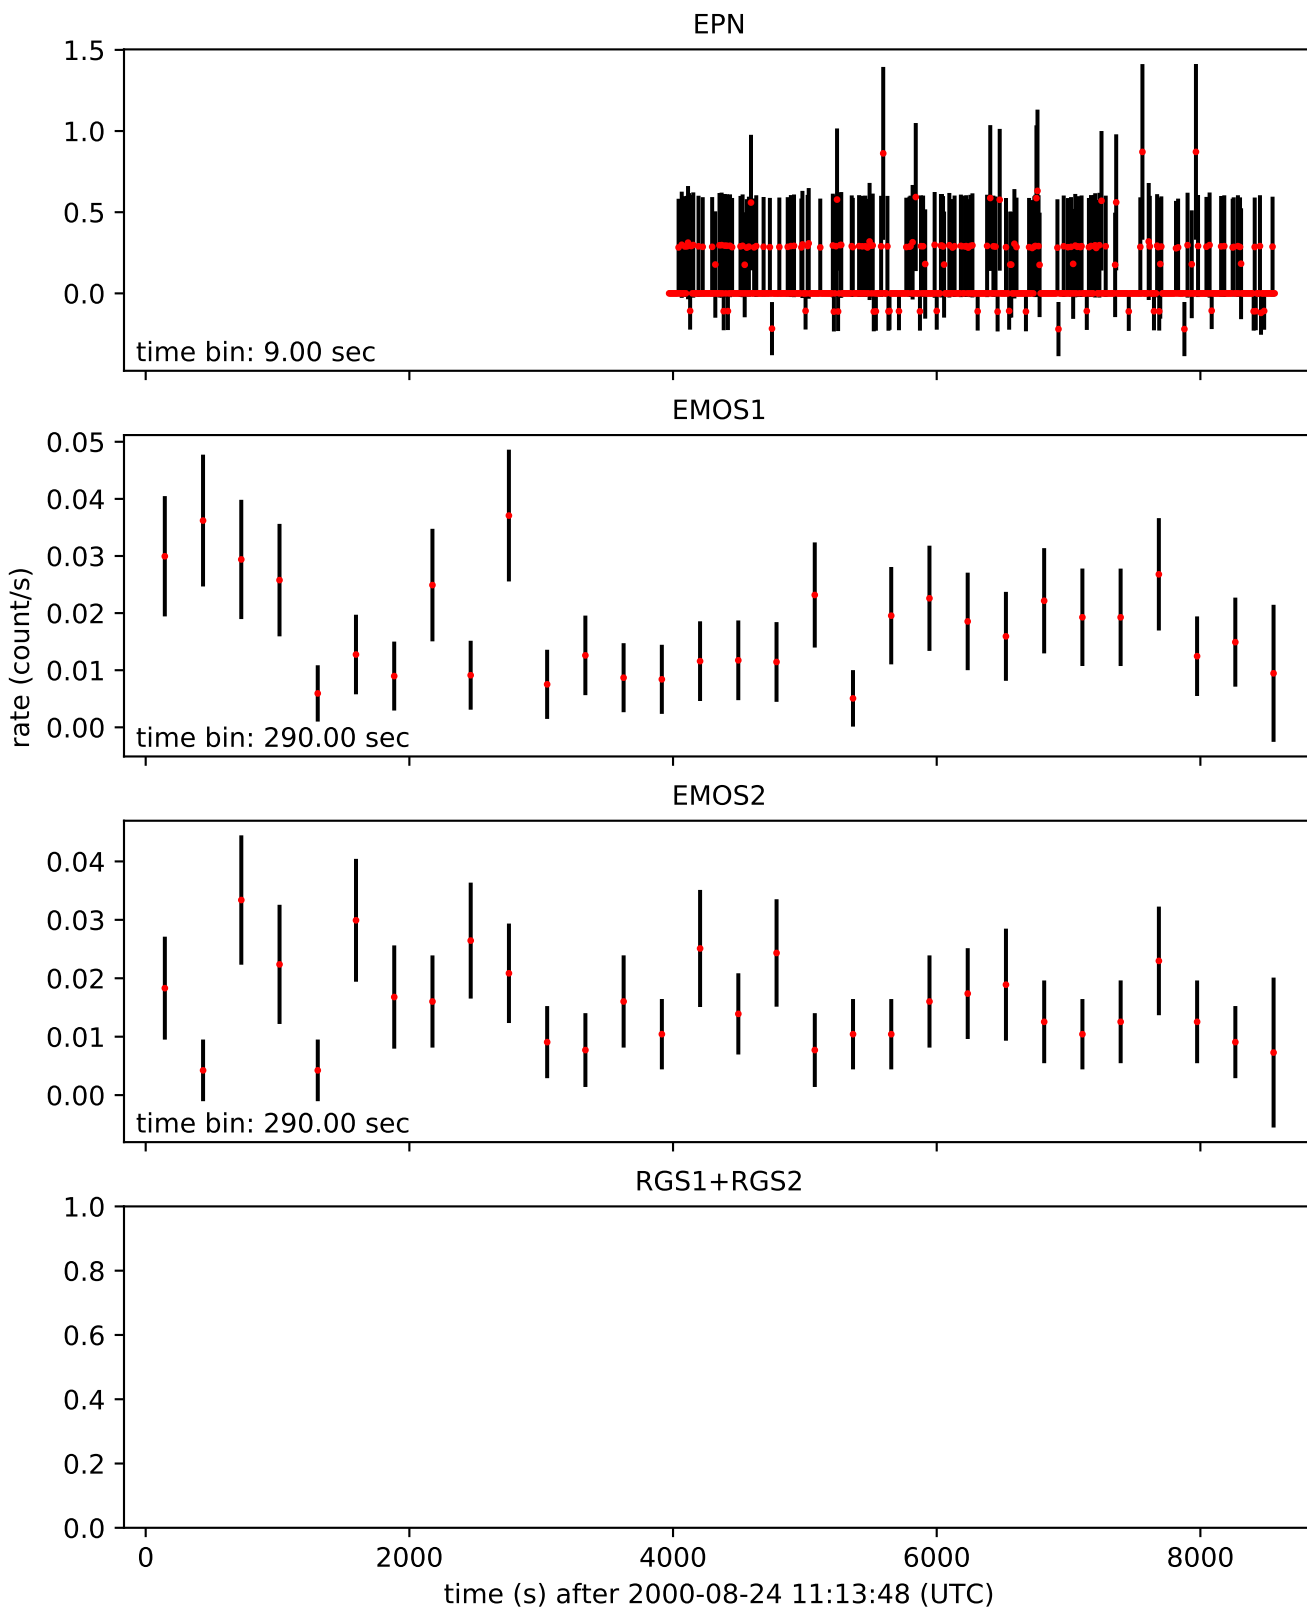 EPN
1.5
1.0
0.5
0.0
time bin: 9.00 sec
EMOS1
0.05
0.04
0.03
0.02
0.01
0.00
time bin: 290.00 sec
rate (count/s)
EMOS2
0.04
0.03
0.02
0.01
0.00
time bin: 290.00 sec
RGS1+RGS2
1.0
0.8
0.6
0.4
0.2
0.0
0 2000 4000 6000 8000
time (s) after 2000-08-24 11:13:48 (UTC)